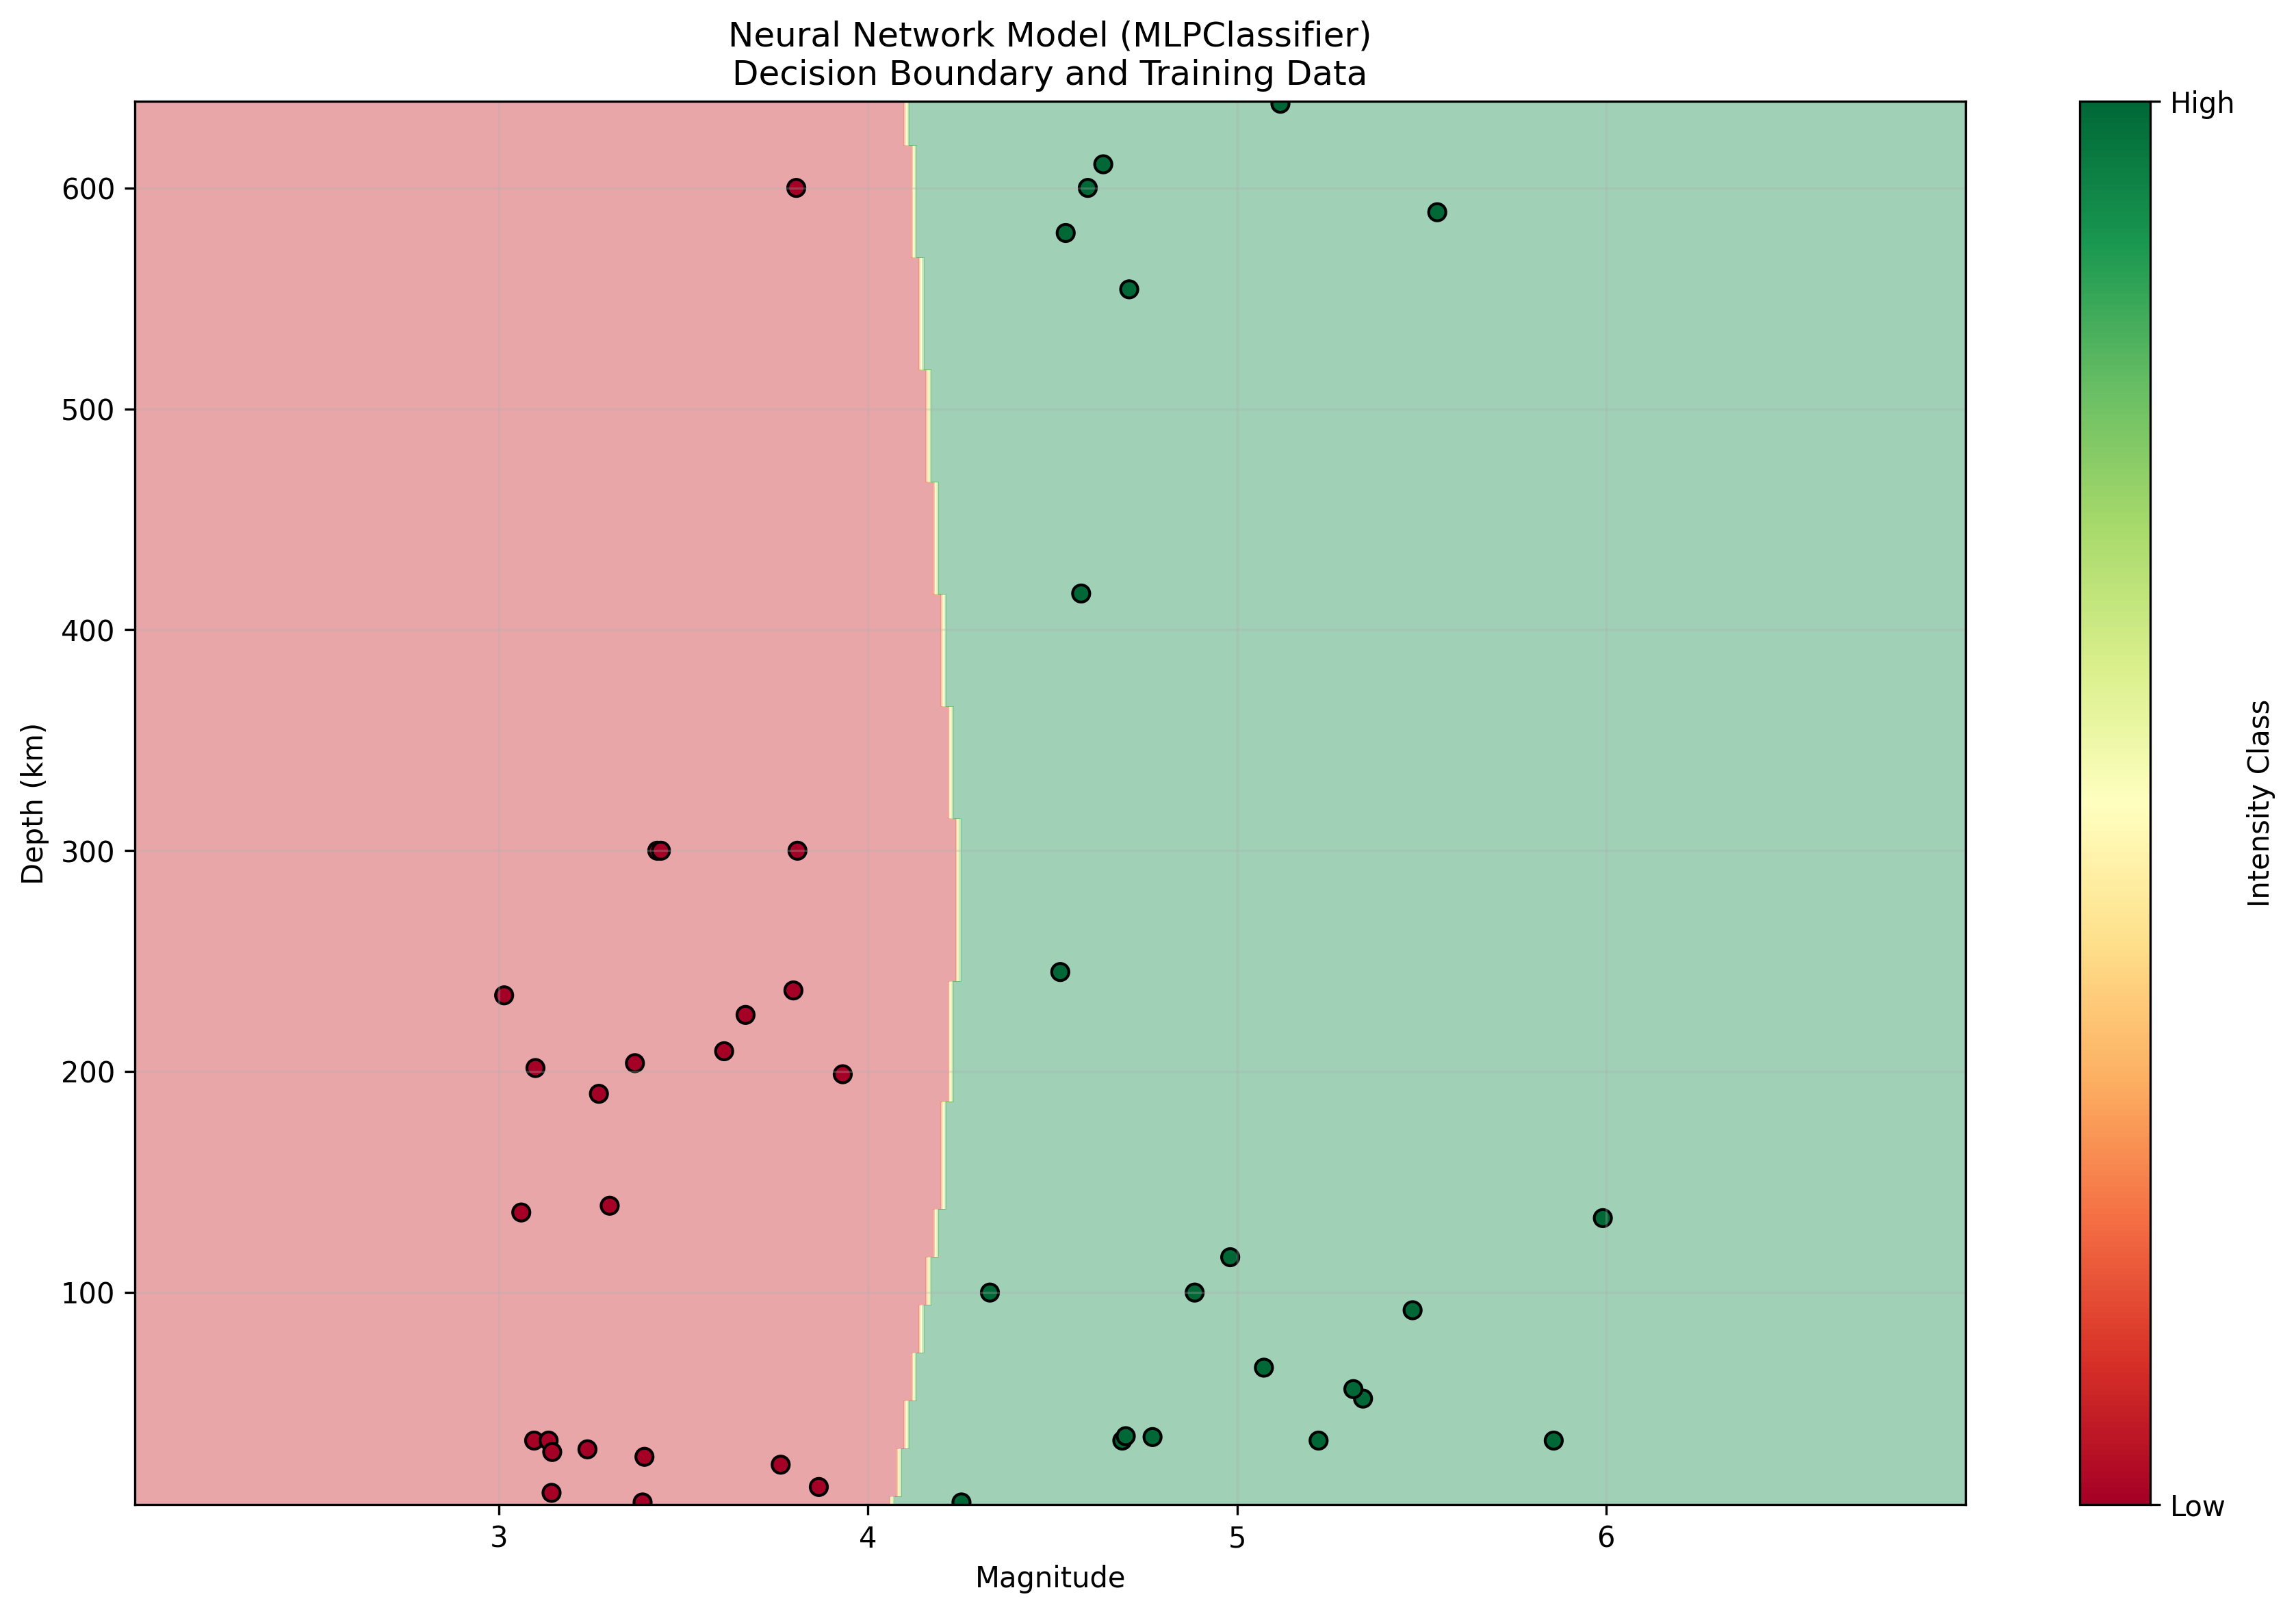 Neural Network Model (MLPClassifier)
Decision Boundary and Training Data
High
600
500
400
300
200
100
Depth (km)
Intensity Class
Low
3
4
5
6
Magnitude